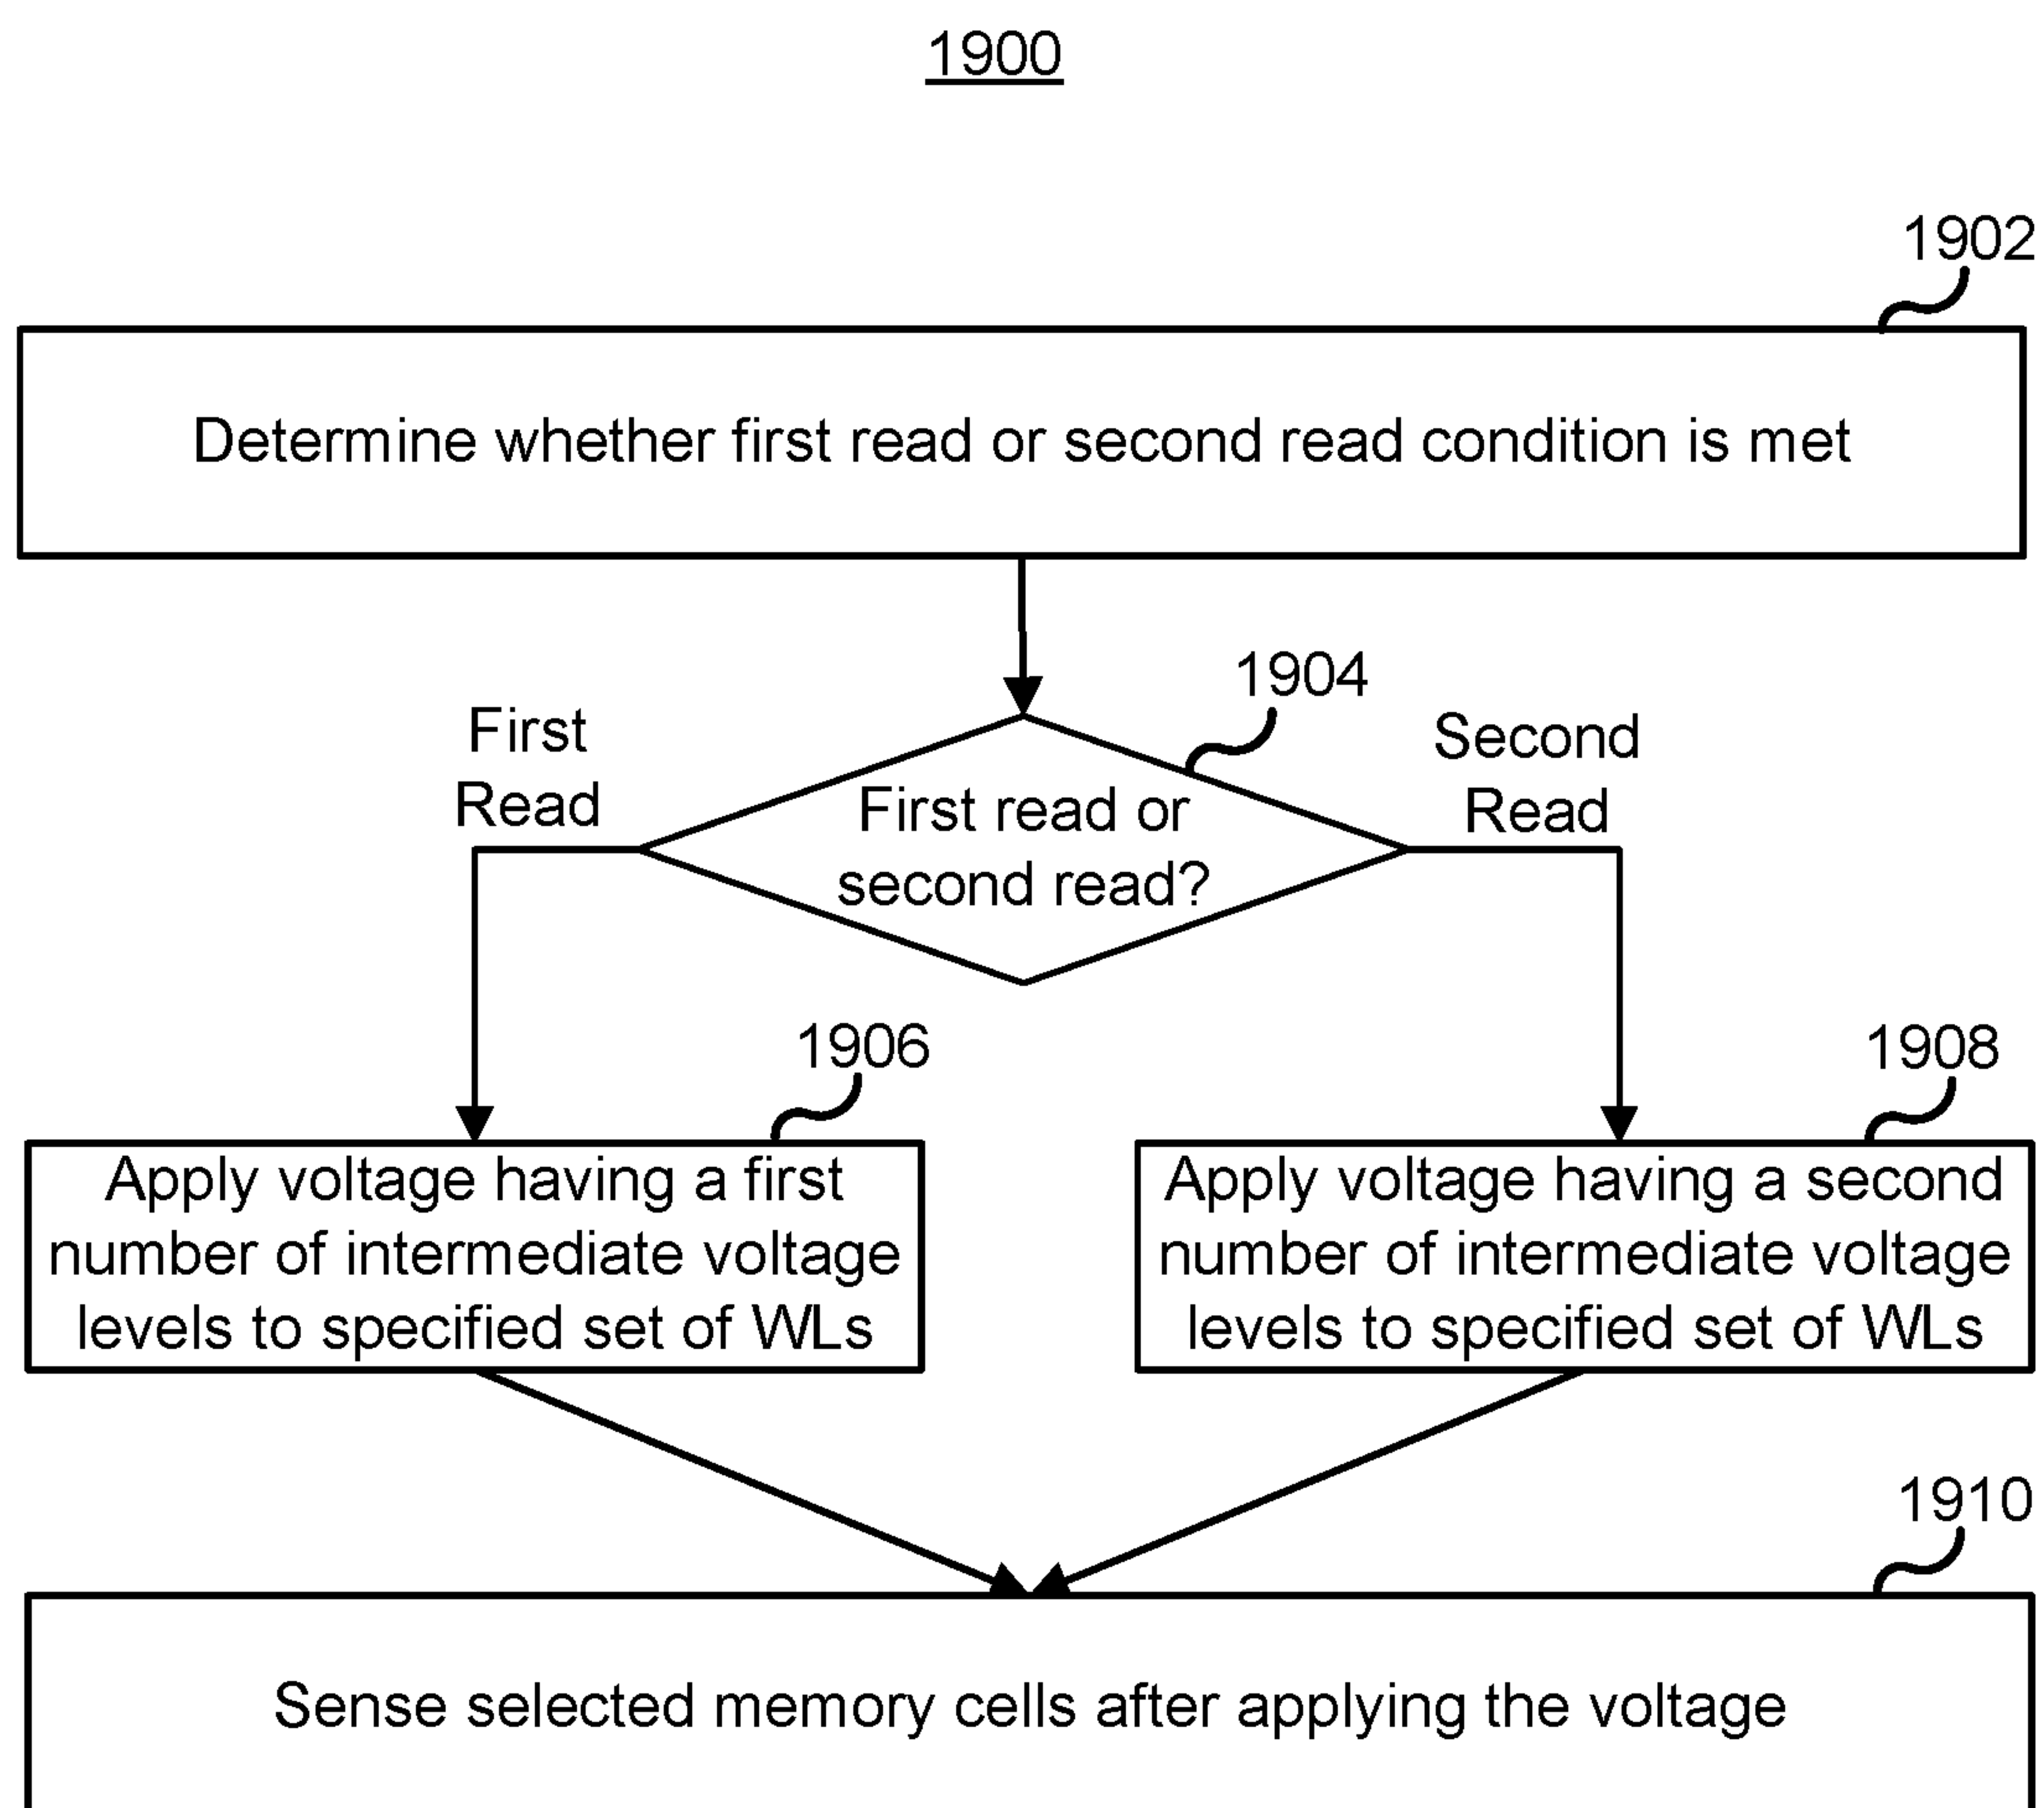 1900
1902
Determine whether first read or second read condition is met
1904
First
Read
First read or
second read?
Second
Read
1906
Apply voltage having a first
number of intermediate voltage
levels to specified set of WLs
1908
Apply voltage having a second
number of intermediate voltage
levels to specified set of WLs
1910
Sense selected memory cells after applying the voltage